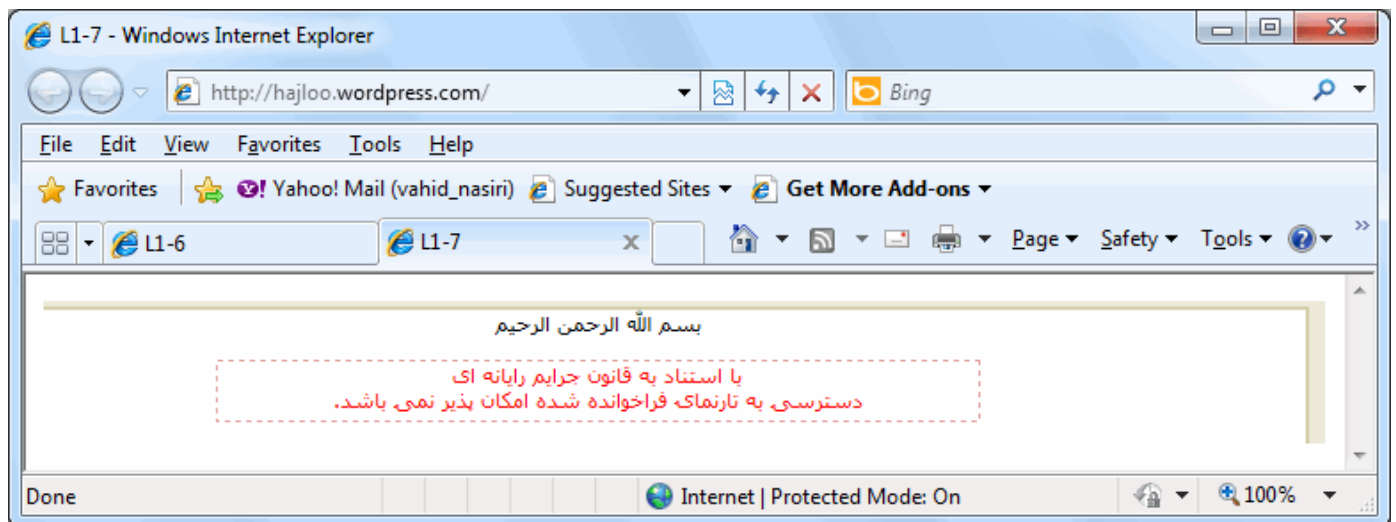 L1-7 - Windows Internet Explorer
http://hajloo.wordpress.com/
Bing
File Edit View Favorites Tools Help
Favorites Yahoo! Mail (vahid_nasiri) Suggested Sites Get More Add-ons
L1-6 L1-7 Page Safety Tools
بسم الله الرحمن الرحیم
با استناد به قانون جرایم رایانه ای
دسترسی به تارنمای فراخوانده شده امکان پذیر نمی باشد.
Done Internet | Protected Mode: On 100%